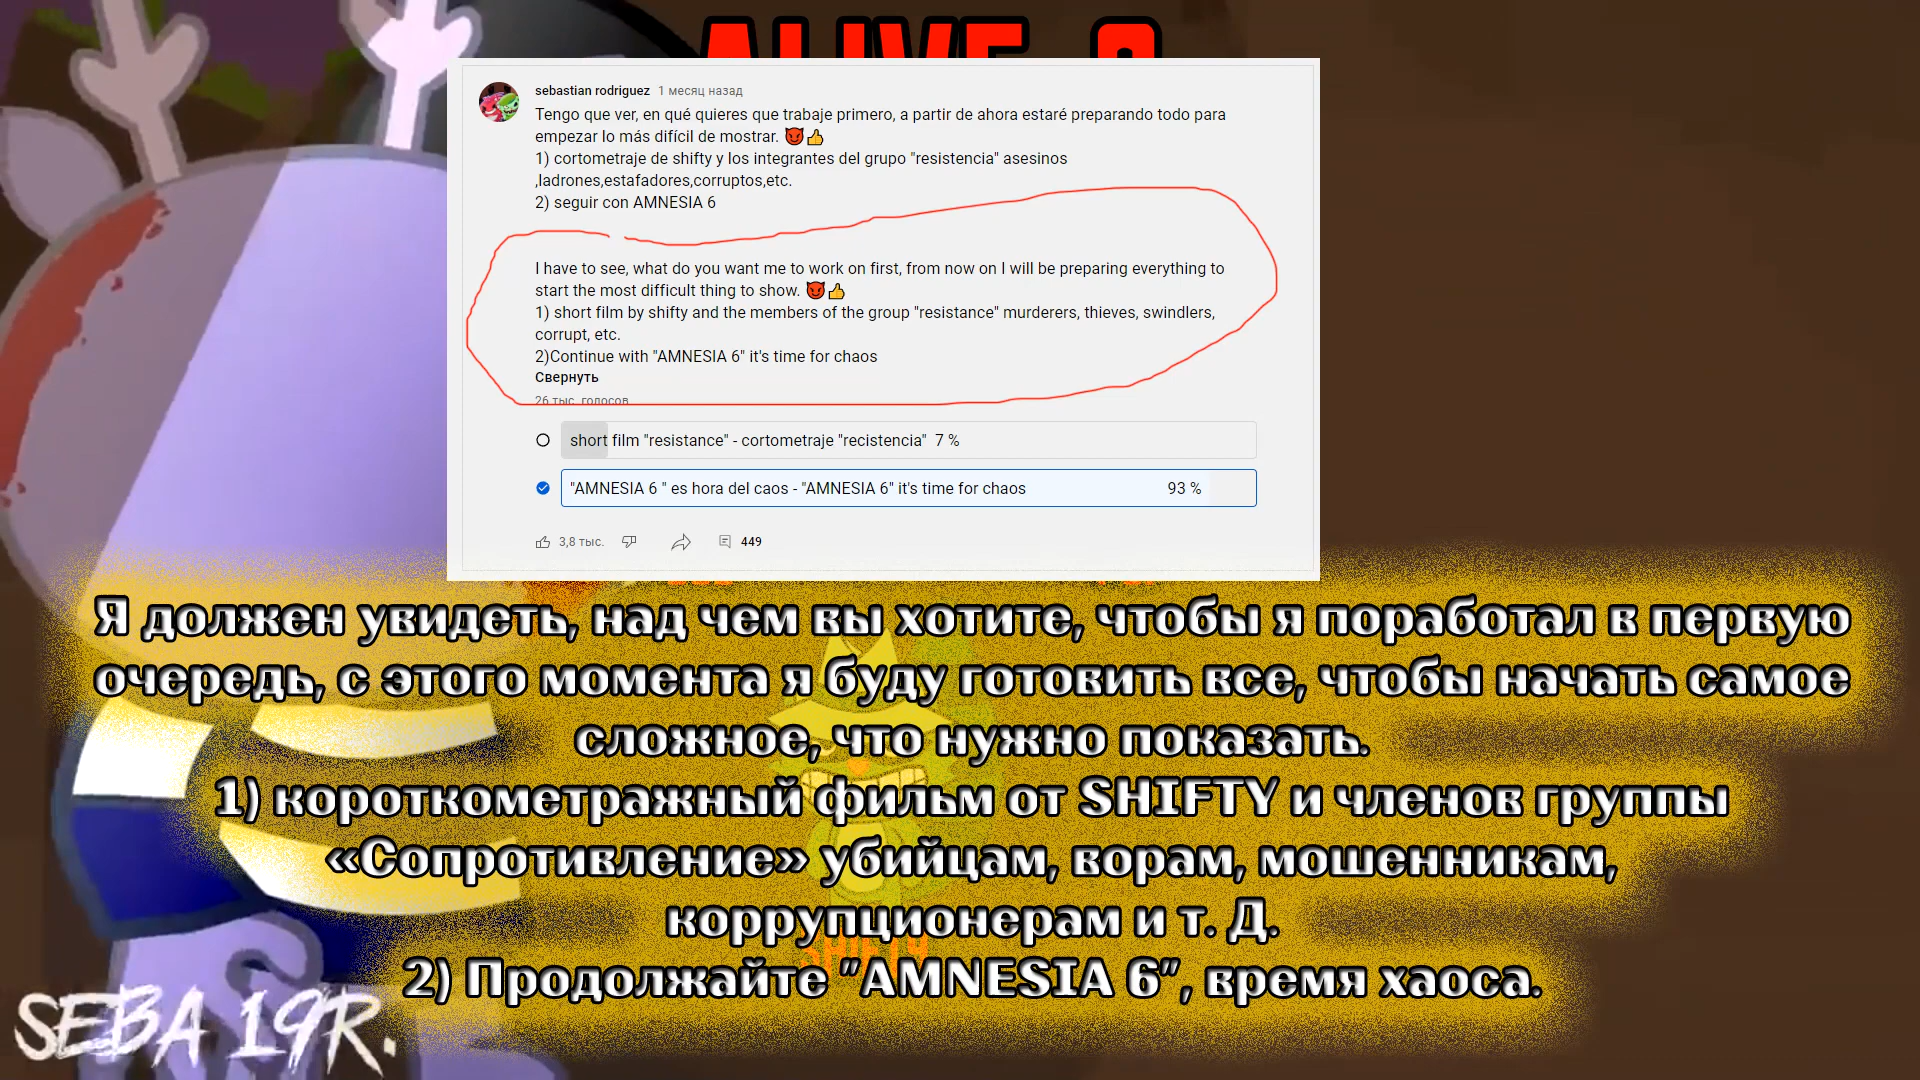 ALIVE
sebastian rodriguez 1 месяц назад
Tengo que ver, en qué quieres que trabaje primero, a partir de ahora estaré preparando todo para
empezar lo más difícil de mostrar. 😈👍
1) cortometraje de shifty y los integrantes del grupo "resistencia" asesinos
,ladrones,estafadores,corruptos,etc.
2) seguir con AMNESIA 6
I have to see, what do you want me to work on first, from now on I will be preparing everything to
start the most difficult thing to show. 😈👍
1) short film by shifty and the members of the group "resistance" murderers, thieves, swindlers,
corrupt, etc.
2)Continue with "AMNESIA 6" it's time for chaos
Свернуть
26 тыс. голосов
short film "resistance" - cortometraje "recistencia" 7 %
"AMNESIA 6 " es hora del caos - "AMNESIA 6" it's time for chaos 93 %
3,8 тыс. 449
Я должен увидеть, над чем вы хотите, чтобы я поработал в первую
очередь, с этого момента я буду готовить все, чтобы начать самое
сложное, что нужно показать.
1) короткометражный фильм от SHIFTY и членов группы
«Сопротивление» убийцам, ворам, мошенникам,
коррупционерам и т. Д.
SHIFTY
2) Продолжайте "AMNESIA 6", время хаоса.
SEBA 19R.